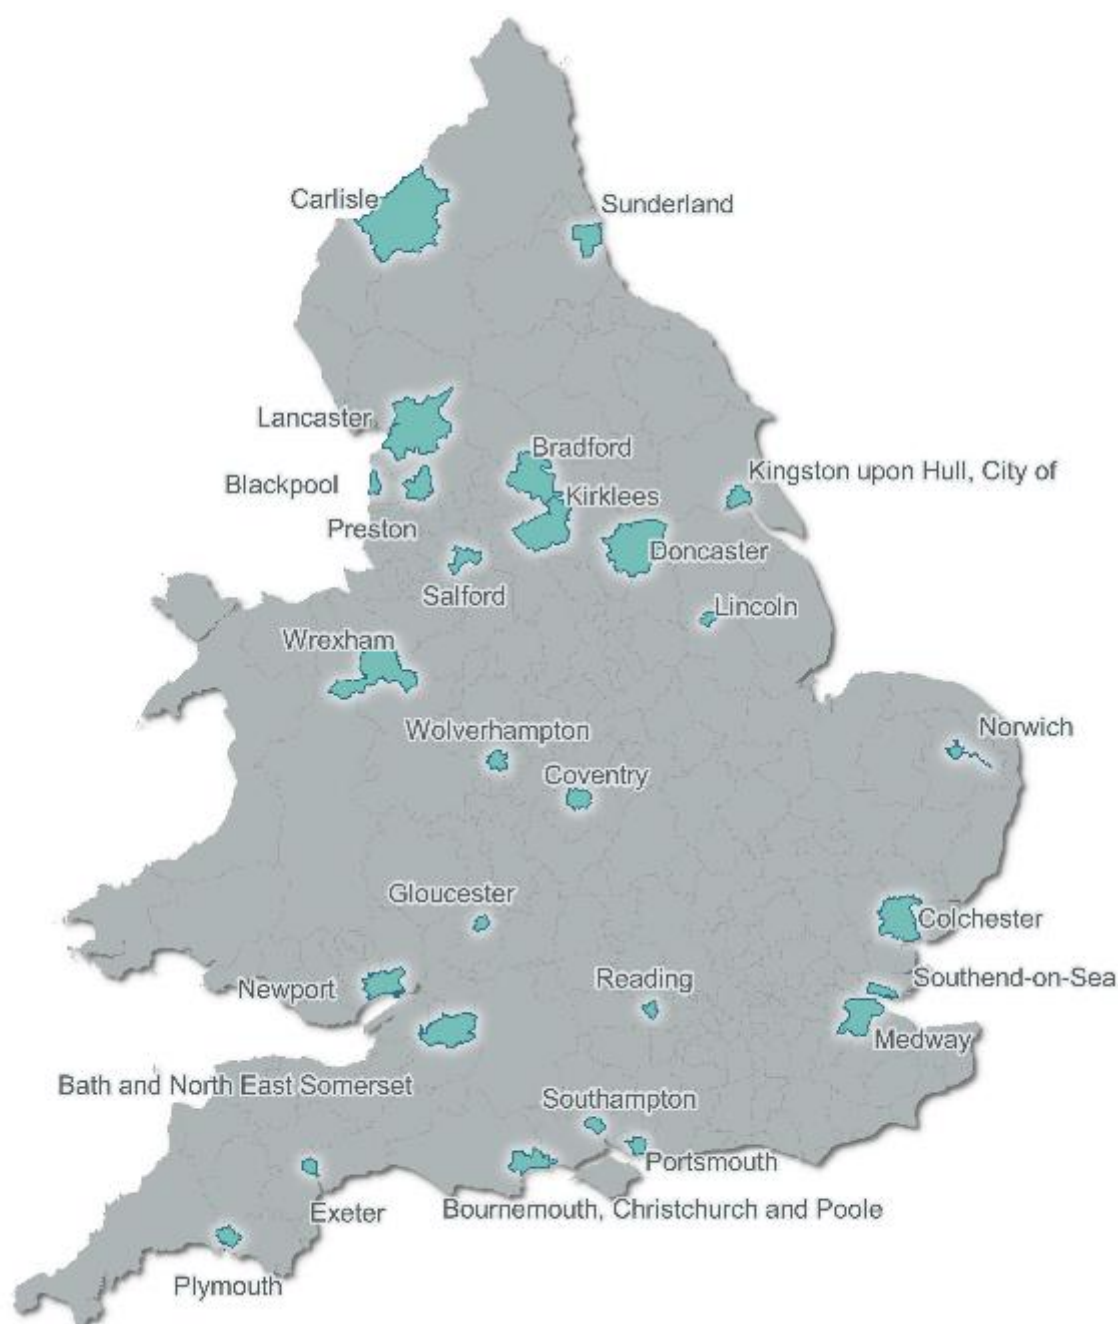 Carlisle
Sunderland
Lancaster
Bradford
Kingston upon Hull, City of
Blackpool
Kirklees
Preston
Doncaster
Salford
Lincoln
Wrexham
Norwich
Wolverhampton
Coventry
Gloucester
Colchester
Newport
Reading
Southend-on-Sea
Medway
Bath and North East Somerset
Southampton
Portsmouth
Exeter
Bournemouth, Christchurch and Poole
Plymouth